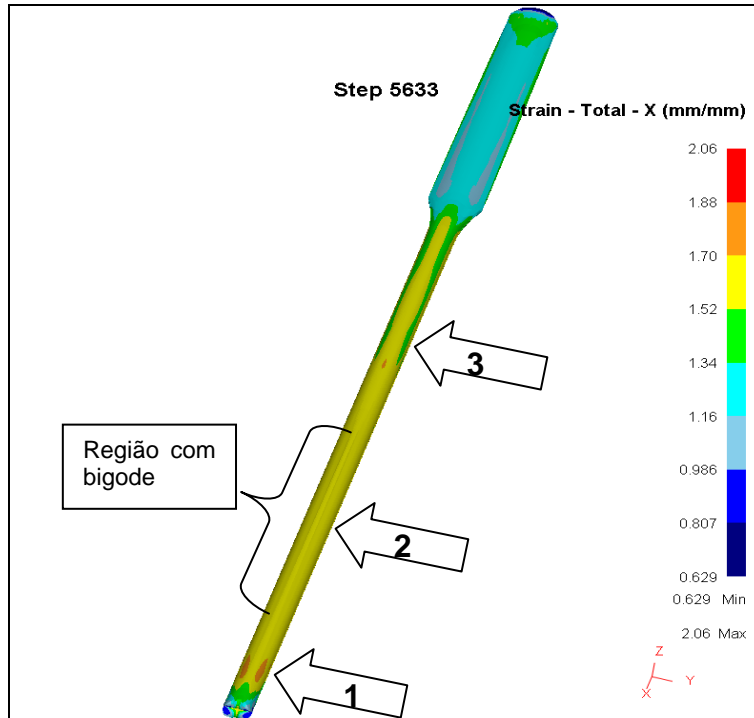 Step 5633
Strain - Total - X (mm/mm)
2.06
1.88
1.70
1.52
1.34
1.16
0.986
0.807
0.629
0.629 Min
2.06 Max
3
Região com
bigode
2
1
Z
Y
X